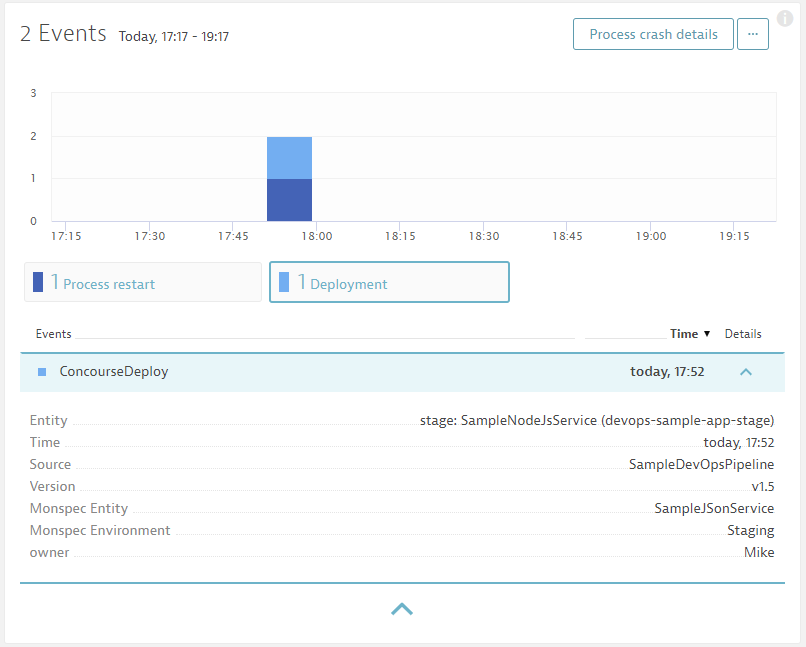 2 Events Today, 17:17 - 19:17
Process crash details
...
i
3
2
1
0
17:15 17:30 17:45 18:00 18:15 18:30 18:45 19:00 19:15
1 Process restart
1 Deployment
Events Time ▼ Details
ConcourseDeploy today, 17:52
Entity stage: SampleNodeJsService (devops-sample-app-stage)
Time today, 17:52
Source SampleDevOpsPipeline
Version v1.5
Monspec Entity SampleJSonService
Monspec Environment Staging
owner Mike